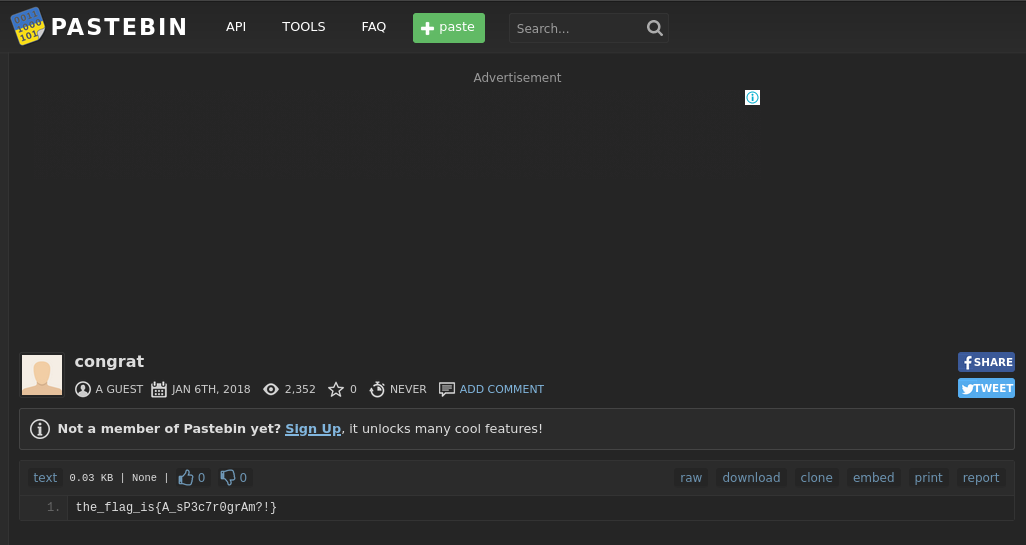 PASTEBIN API TOOLS FAQ paste Search...
Advertisement
congrat
SHARE
A GUEST JAN 6TH, 2018 2,352 0 NEVER ADD COMMENT
TWEET
Not a member of Pastebin yet? Sign Up, it unlocks many cool features!
text 0.03 KB | None | 0 0 raw download clone embed print report
1. the_flag_is{A_sP3c7r0grAm?!}